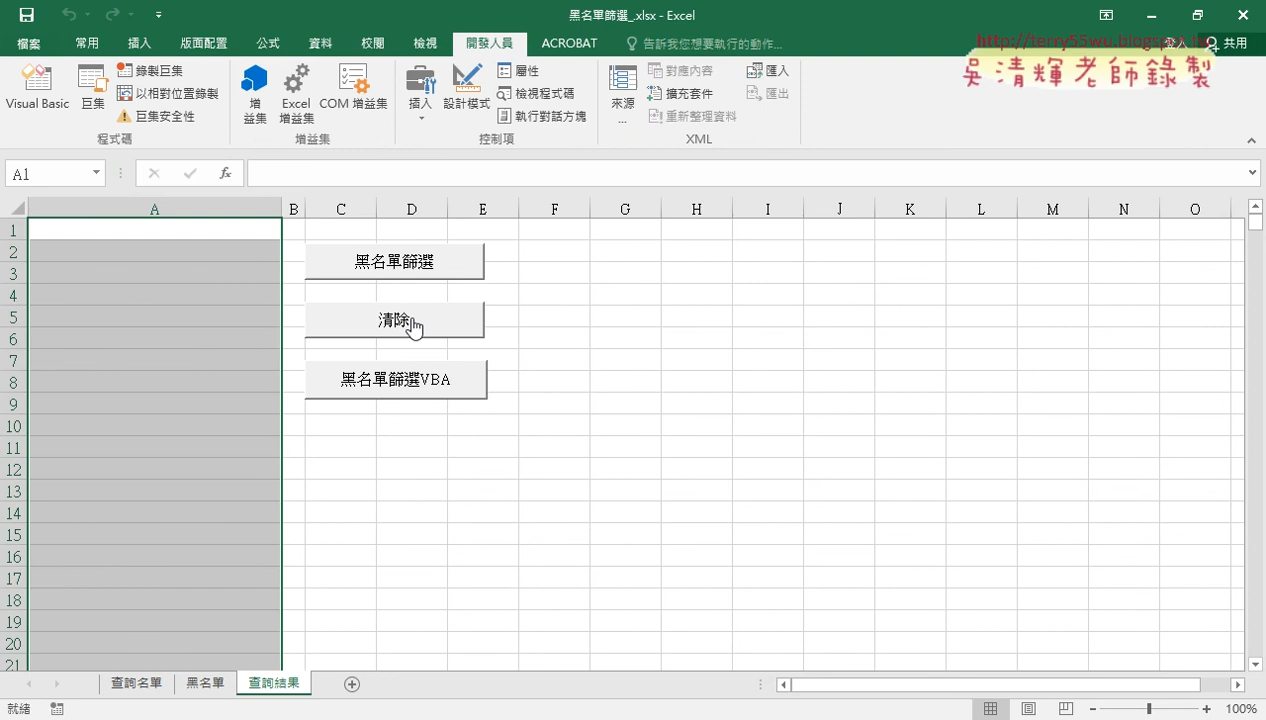 黑名單篩選_.xlsx - Excel
檔案 常用 插入 版面配置 公式 資料 校閱 檢視 開發人員 ACROBAT 告訴我您想要執行的動作... 登入 共用
http://terry55wu.blogspot.tw
吳清輝老師錄製
Visual Basic 巨集 錄製巨集 以相對位置錄製 巨集安全性 程式碼
增益集 Excel 增益集 COM 增益集 增益集
插入 設計模式 屬性 檢視程式碼 執行對話方塊 控制項
來源... 對應內容 擴充套件 重新整理資料 匯入 匯出 XML
A1 fx
A B C D E F G H I J K L M N O
1
2
3
4
5
6
7
8
9
10
11
12
13
14
15
16
17
18
19
20
21
黑名單篩選
清除
黑名單篩選VBA
查詢名單 黑名單 查詢結果
就緒 100%